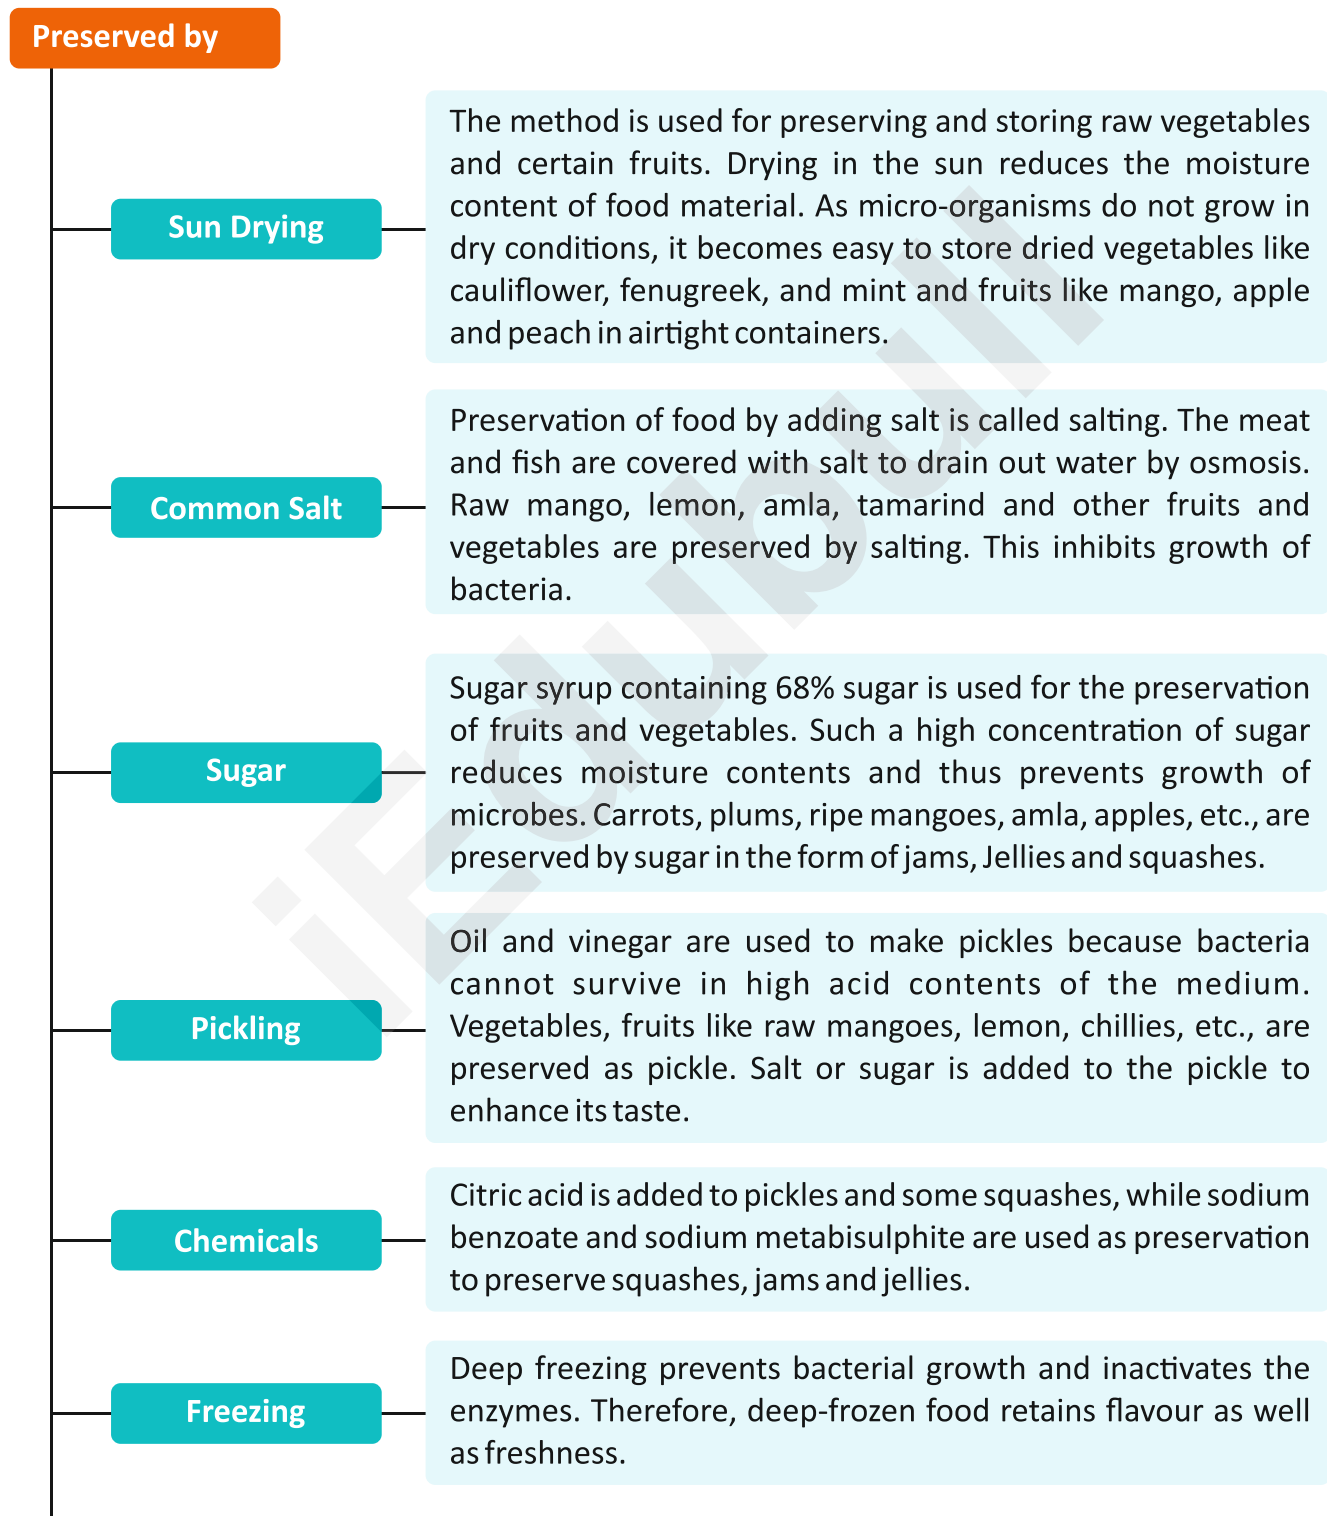 Preserved by
Sun Drying
The method is used for preserving and storing raw vegetables
and certain fruits. Drying in the sun reduces the moisture
content of food material. As micro-organisms do not grow in
dry conditions, it becomes easy to store dried vegetables like
cauliflower, fenugreek, and mint and fruits like mango, apple
and peach in airtight containers.
Common Salt
Preservation of food by adding salt is called salting. The meat
and fish are covered with salt to drain out water by osmosis.
Raw mango, lemon, amla, tamarind and other fruits and
vegetables are preserved by salting. This inhibits growth of
bacteria.
Sugar
Sugar syrup containing 68% sugar is used for the preservation
of fruits and vegetables. Such a high concentration of sugar
reduces moisture contents and thus prevents growth of
microbes. Carrots, plums, ripe mangoes, amla, apples, etc., are
preserved by sugar in the form of jams, Jellies and squashes.
Pickling
Oil and vinegar are used to make pickles because bacteria
cannot survive in high acid contents of the medium.
Vegetables, fruits like raw mangoes, lemon, chillies, etc., are
preserved as pickle. Salt or sugar is added to the pickle to
enhance its taste.
Chemicals
Citric acid is added to pickles and some squashes, while sodium
benzoate and sodium metabisulphite are used as preservation
to preserve squashes, jams and jellies.
Freezing
Deep freezing prevents bacterial growth and inactivates the
enzymes. Therefore, deep-frozen food retains flavour as well
as freshness.
iEdubull